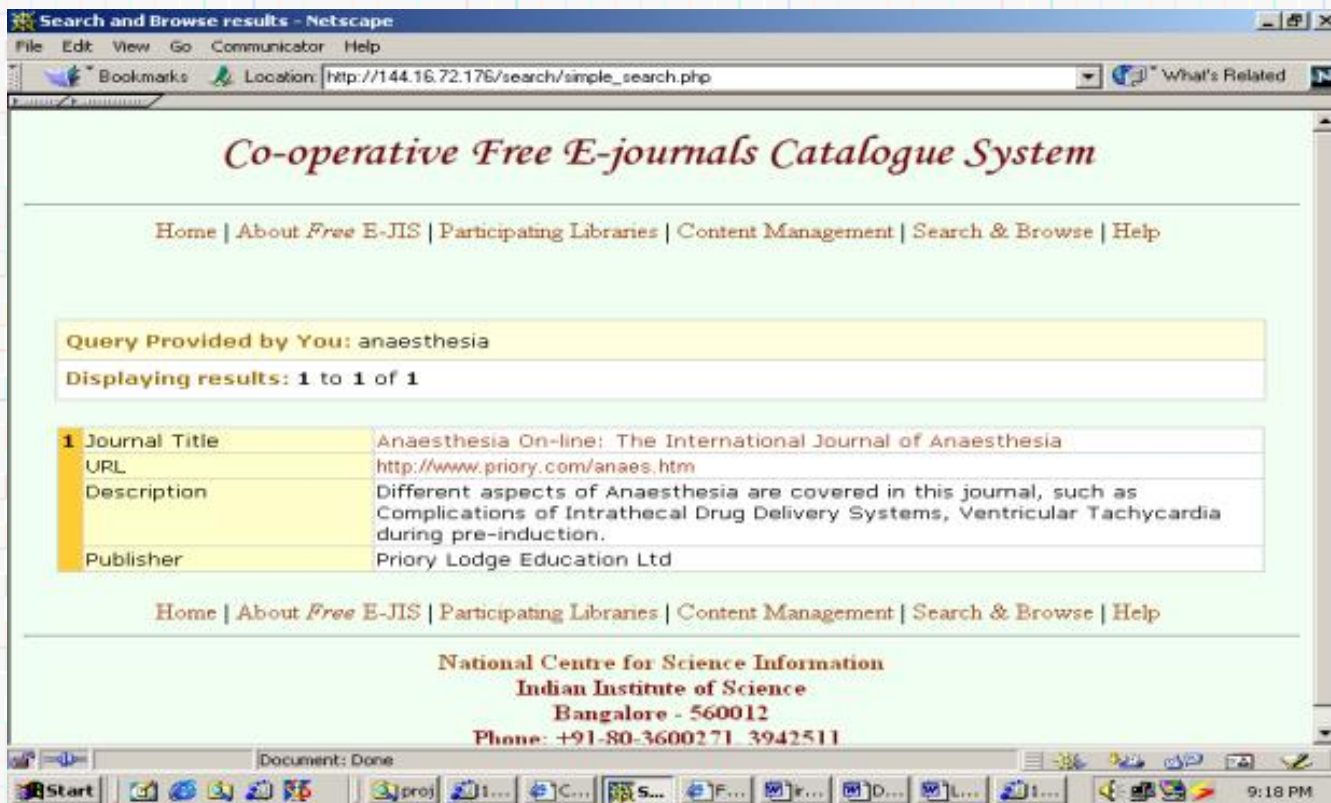 Search and Browse results - Netscape
File Edit View Go Communicator Help
Bookmarks Location: http://144.16.72.176/search/simple_search.php What's Related N
Co-operative Free E-journals Catalogue System
Home | About Free E-JIS | Participating Libraries | Content Management | Search & Browse | Help
Query Provided by You: anaesthesia
Displaying results: 1 to 1 of 1
1 Journal Title Anaesthesia On-line: The International Journal of Anaesthesia
URL http://www.priory.com/anaes.htm
Description Different aspects of Anaesthesia are covered in this journal, such as
Complications of Intrathecal Drug Delivery Systems, Ventricular Tachycardia
during pre-induction.
Publisher Priory Lodge Education Ltd
Home | About Free E-JIS | Participating Libraries | Content Management | Search & Browse | Help
National Centre for Science Information
Indian Institute of Science
Bangalore - 560012
Phone: +91-80-3600271, 3942511
Document: Done
Start proj 1... C... S... F... ir... D... L... 1... 9:18 PM